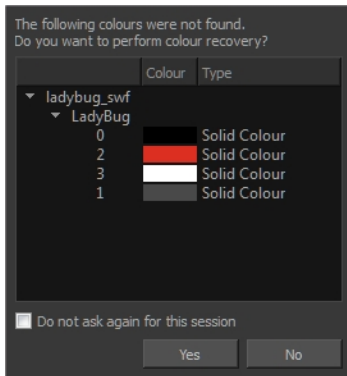 The following colours were not found.
Do you want to perform colour recovery?
Colour Type
ladybug_swf
LadyBug
0 Solid Colour
2 Solid Colour
3 Solid Colour
1 Solid Colour
Do not ask again for this session
Yes No